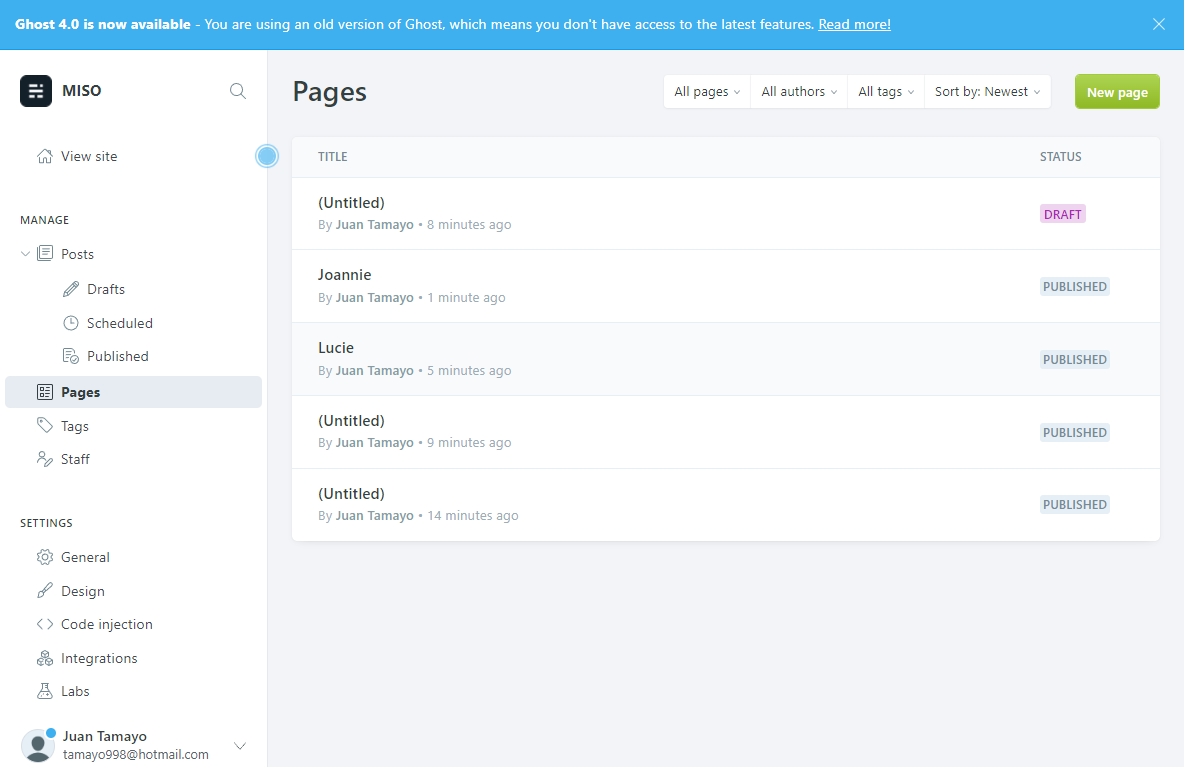 Ghost 4.0 is now available - You are using an old version of Ghost, which means you don't have access to the latest features. Read more!
MISO
View site
MANAGE
Posts
Drafts
Scheduled
Published
Pages
Tags
Staff
SETTINGS
General
Design
Code injection
Integrations
Labs
Juan Tamayo
tamayo998@hotmail.com
Pages
All pages
All authors
All tags
Sort by: Newest
New page
TITLE STATUS
(Untitled)
By Juan Tamayo • 8 minutes ago
DRAFT
Joannie
By Juan Tamayo • 1 minute ago
PUBLISHED
Lucie
By Juan Tamayo • 5 minutes ago
PUBLISHED
(Untitled)
By Juan Tamayo • 9 minutes ago
PUBLISHED
(Untitled)
By Juan Tamayo • 14 minutes ago
PUBLISHED